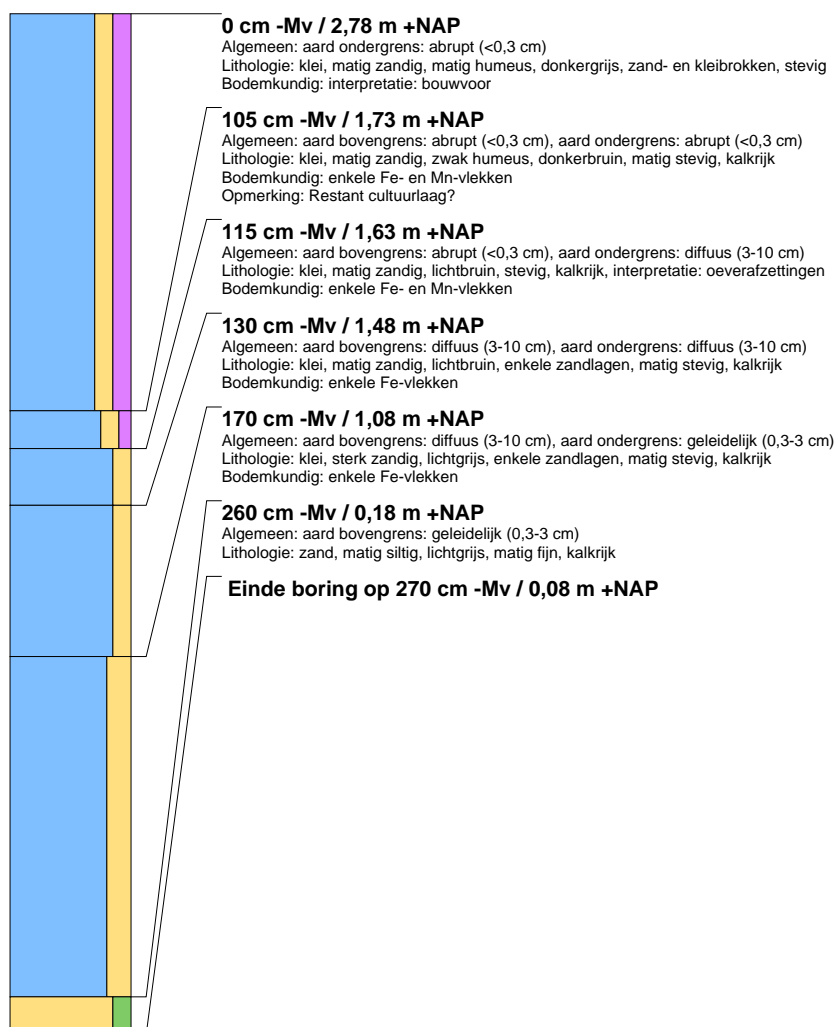 0 cm -Mv / 2,78 m +NAP
Algemeen: aard ondergrens: abrupt (<0,3 cm)
Lithologie: klei, matig zandig, matig humeus, donkergrijs, zand- en kleibrokken, stevig
Bodemkundig: interpretatie: bouwvoor
105 cm -Mv / 1,73 m +NAP
Algemeen: aard bovengrens: abrupt (<0,3 cm), aard ondergrens: abrupt (<0,3 cm)
Lithologie: klei, matig zandig, zwak humeus, donkerbruin, matig stevig, kalkrijk
Bodemkundig: enkele Fe- en Mn-vlekken
Opmerking: Restant cultuurlaag?
115 cm -Mv / 1,63 m +NAP
Algemeen: aard bovengrens: abrupt (<0,3 cm), aard ondergrens: diffuus (3-10 cm)
Lithologie: klei, matig zandig, lichtbruin, stevig, kalkrijk, interpretatie: oeverafzettingen
Bodemkundig: enkele Fe- en Mn-vlekken
130 cm -Mv / 1,48 m +NAP
Algemeen: aard bovengrens: diffuus (3-10 cm), aard ondergrens: diffuus (3-10 cm)
Lithologie: klei, matig zandig, lichtbruin, enkele zandlagen, matig stevig, kalkrijk
Bodemkundig: enkele Fe-vlekken
170 cm -Mv / 1,08 m +NAP
Algemeen: aard bovengrens: diffuus (3-10 cm), aard ondergrens: geleidelijk (0,3-3 cm)
Lithologie: klei, sterk zandig, lichtgrijs, enkele zandlagen, matig stevig, kalkrijk
Bodemkundig: enkele Fe-vlekken
260 cm -Mv / 0,18 m +NAP
Algemeen: aard bovengrens: geleidelijk (0,3-3 cm)
Lithologie: zand, matig siltig, lichtgrijs, matig fijn, kalkrijk
Einde boring op 270 cm -Mv / 0,08 m +NAP